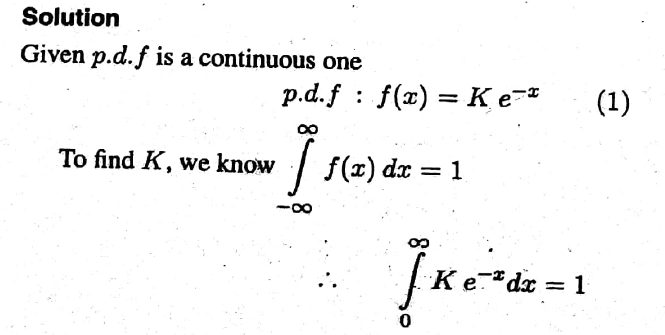 Solution
Given p.d.f is a continuous one
p.d.f : f(x) = K e^{-x} (1)
To find K, we know ∫_{-∞}^{∞} f(x) dx = 1
∴ ∫_{0}^{∞} K e^{-x} dx = 1